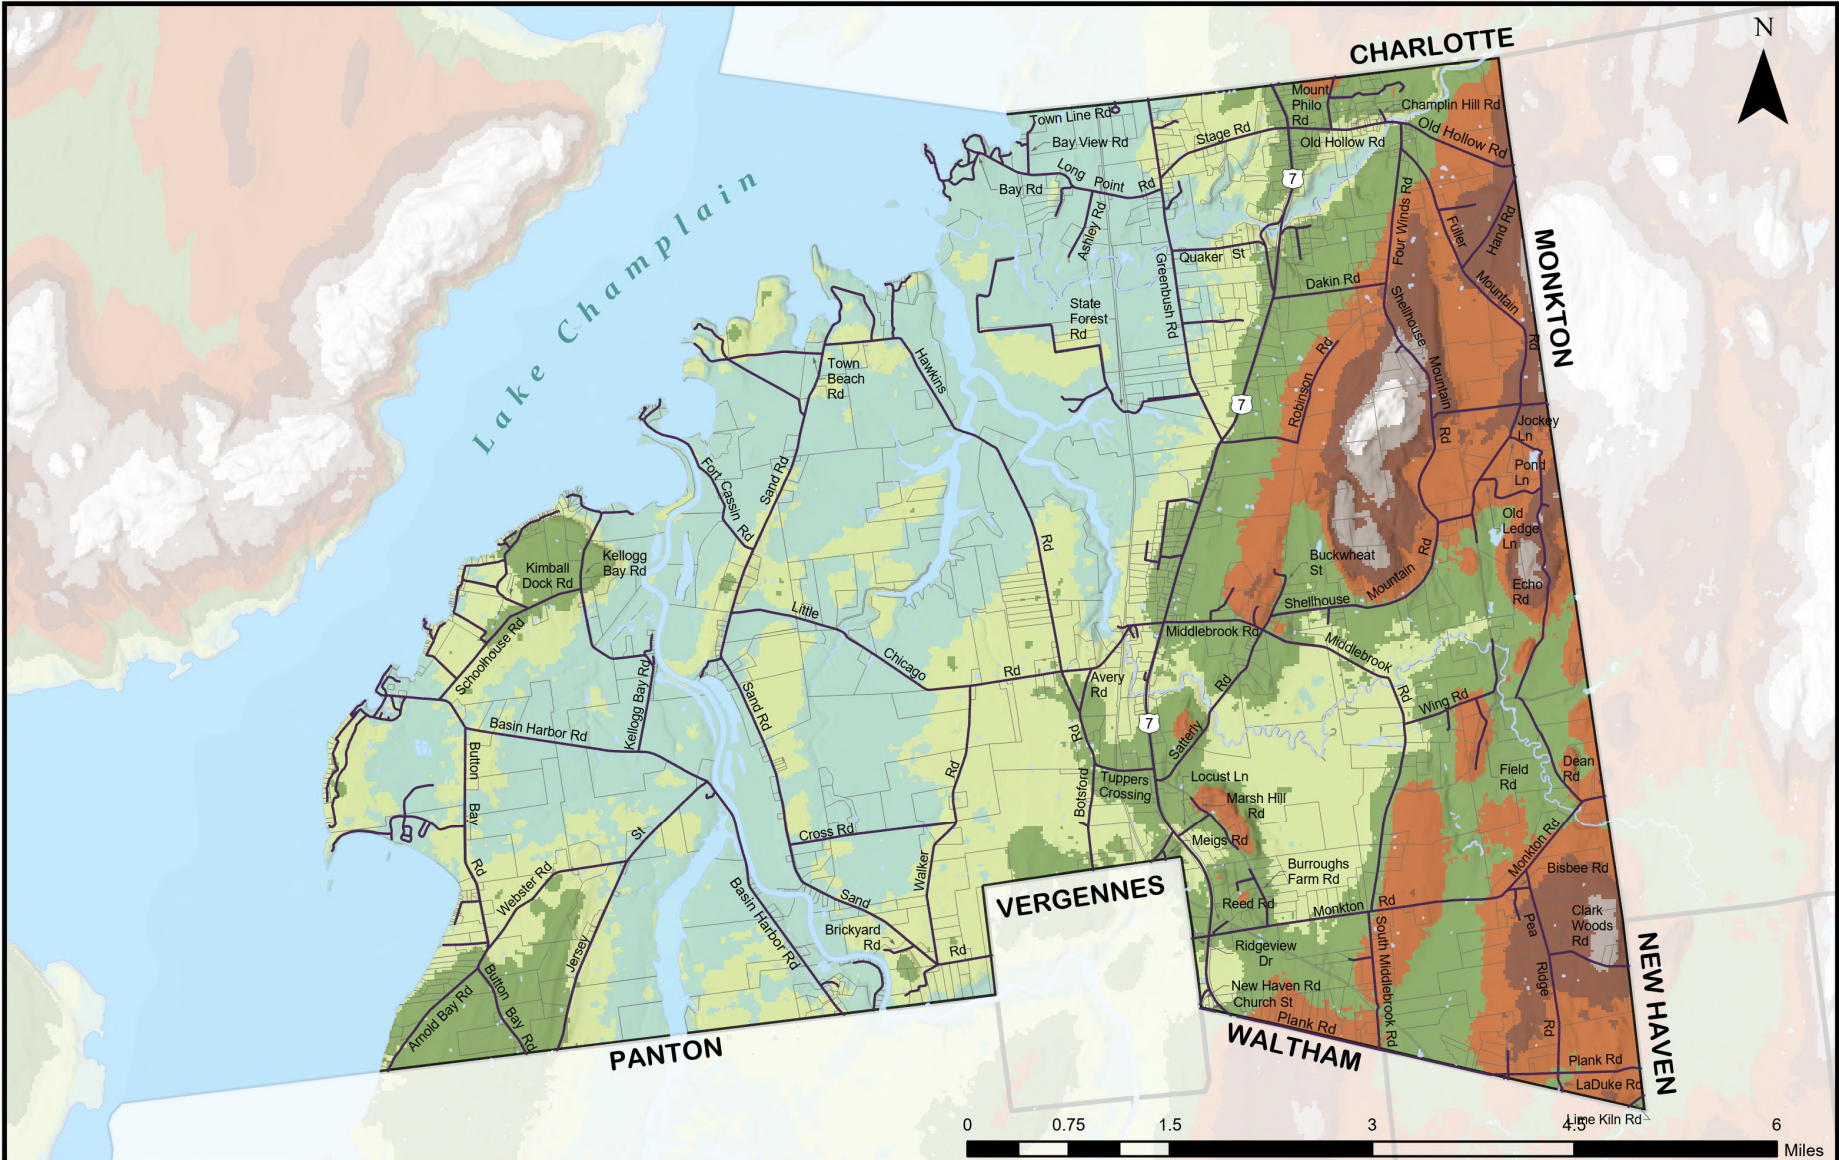 CHARLOTTE
N
Mount
Philo
Rd
Champlin Hill Rd
Town Line Rd
Stage Rd
Old Hollow Rd
Old Hollow Rd
Bay View Rd
Long Point Rd
7
Bay Rd
Ashley Rd
Four Winds Rd
Fuller
Hand Rd
Lake Champlain
MONKTON
Quaker St
Greenbush Rd
Dakin Rd
Mountain
Rd
State
Forest
Rd
Shellhouse
Mountain
Rd
Hawkins
Rd
Town
Beach
Rd
Robinson
Rd
7
Jockey
Ln
Pond
Ln
Sand Rd
Fort Cassin Rd
Old
Ledge
Ln
Kellogg
Bay Rd
Kimball
Dock Rd
Buckwheat
St
Echo
Rd
Shellhouse
Mountain
Rd
Little
Chicago
Rd
Middlebrook Rd
Middlebrook
Rd
Schoolhouse Rd
Kellogg Bay Rd
Sand Rd
Avery
Rd
Rd
Wing Rd
7
Satterly
Rd
Basin Harbor Rd
Button
Bay
Rd
Rd
Botsford
Tuppers
Crossing
Locust Ln
Field
Rd
Dean
Rd
Marsh Hill
Rd
Meigs Rd
Cross Rd
St
Walker
Monkton Rd
Burroughs
Farm Rd
Bisbee Rd
Webster Rd
Basin Harbor Rd
Sand
Rd
VERGENNES
Reed Rd
Monkton
Rd
Clark
Woods
Rd
Pea
Ridge
Rd
Brickyard
Rd
Jersey
Ridgeview
Dr
South Middlebrook Rd
NEW HAVEN
Button Bay Rd
Arnold Bay Rd
New Haven Rd
Church St
Plank Rd
WALTHAM
PANTON
Plank Rd
LaDuke Rd
Lime Kiln Rd
0 0.75 1.5 3 4.5 6
Miles